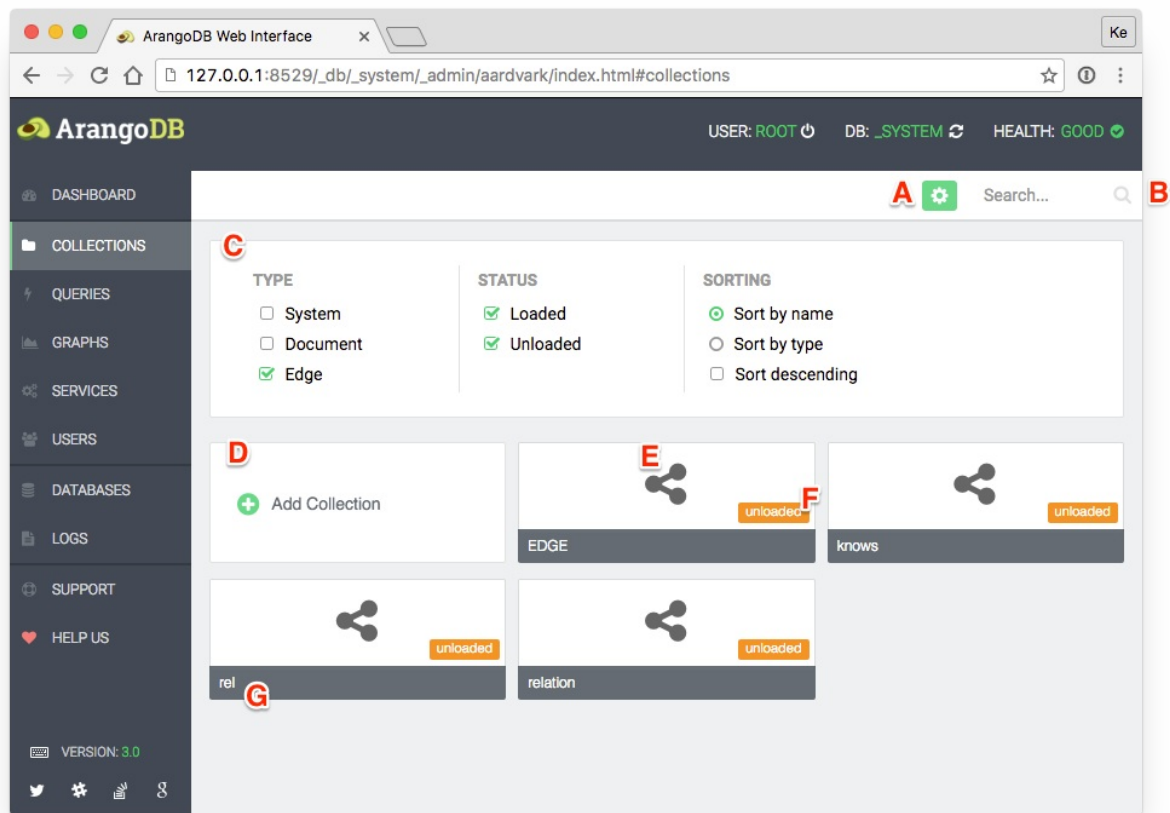 ArangoDB Web Interface
Ke
127.0.0.1:8529/_db/_system/_admin/aardvark/index.html#collections
ArangoDB
USER: ROOT DB: _SYSTEM HEALTH: GOOD
DASHBOARD
A Search... B
COLLECTIONS
QUERIES
GRAPHS
SERVICES
USERS
DATABASES
LOGS
SUPPORT
HELP US
VERSION: 3.0
C
TYPE
System
Document
Edge
STATUS
Loaded
Unloaded
SORTING
Sort by name
Sort by type
Sort descending
D
Add Collection
E
unloaded F
EDGE
unloaded
knows
unloaded
rel G
unloaded
relation